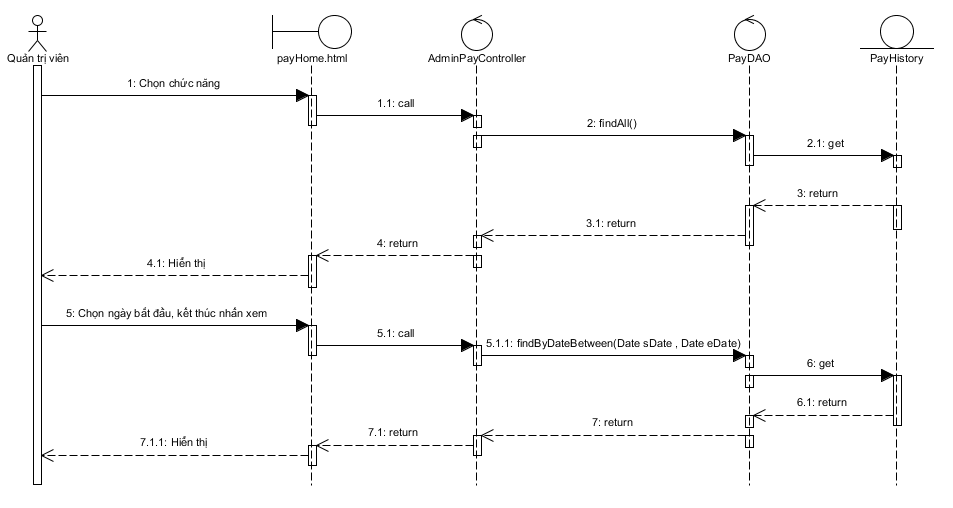 Quản trị viên
payHome.html
AdminPayController
PayDAO
PayHistory
1: Chọn chức năng
1.1: call
2: findAll()
2.1: get
3: return
3.1: return
4: return
4.1: Hiển thị
5: Chọn ngày bắt đầu, kết thúc nhấn xem
5.1: call
5.1.1: findByDateBetween(Date sDate , Date eDate)
6: get
6.1: return
7: return
7.1: return
7.1.1: Hiển thị